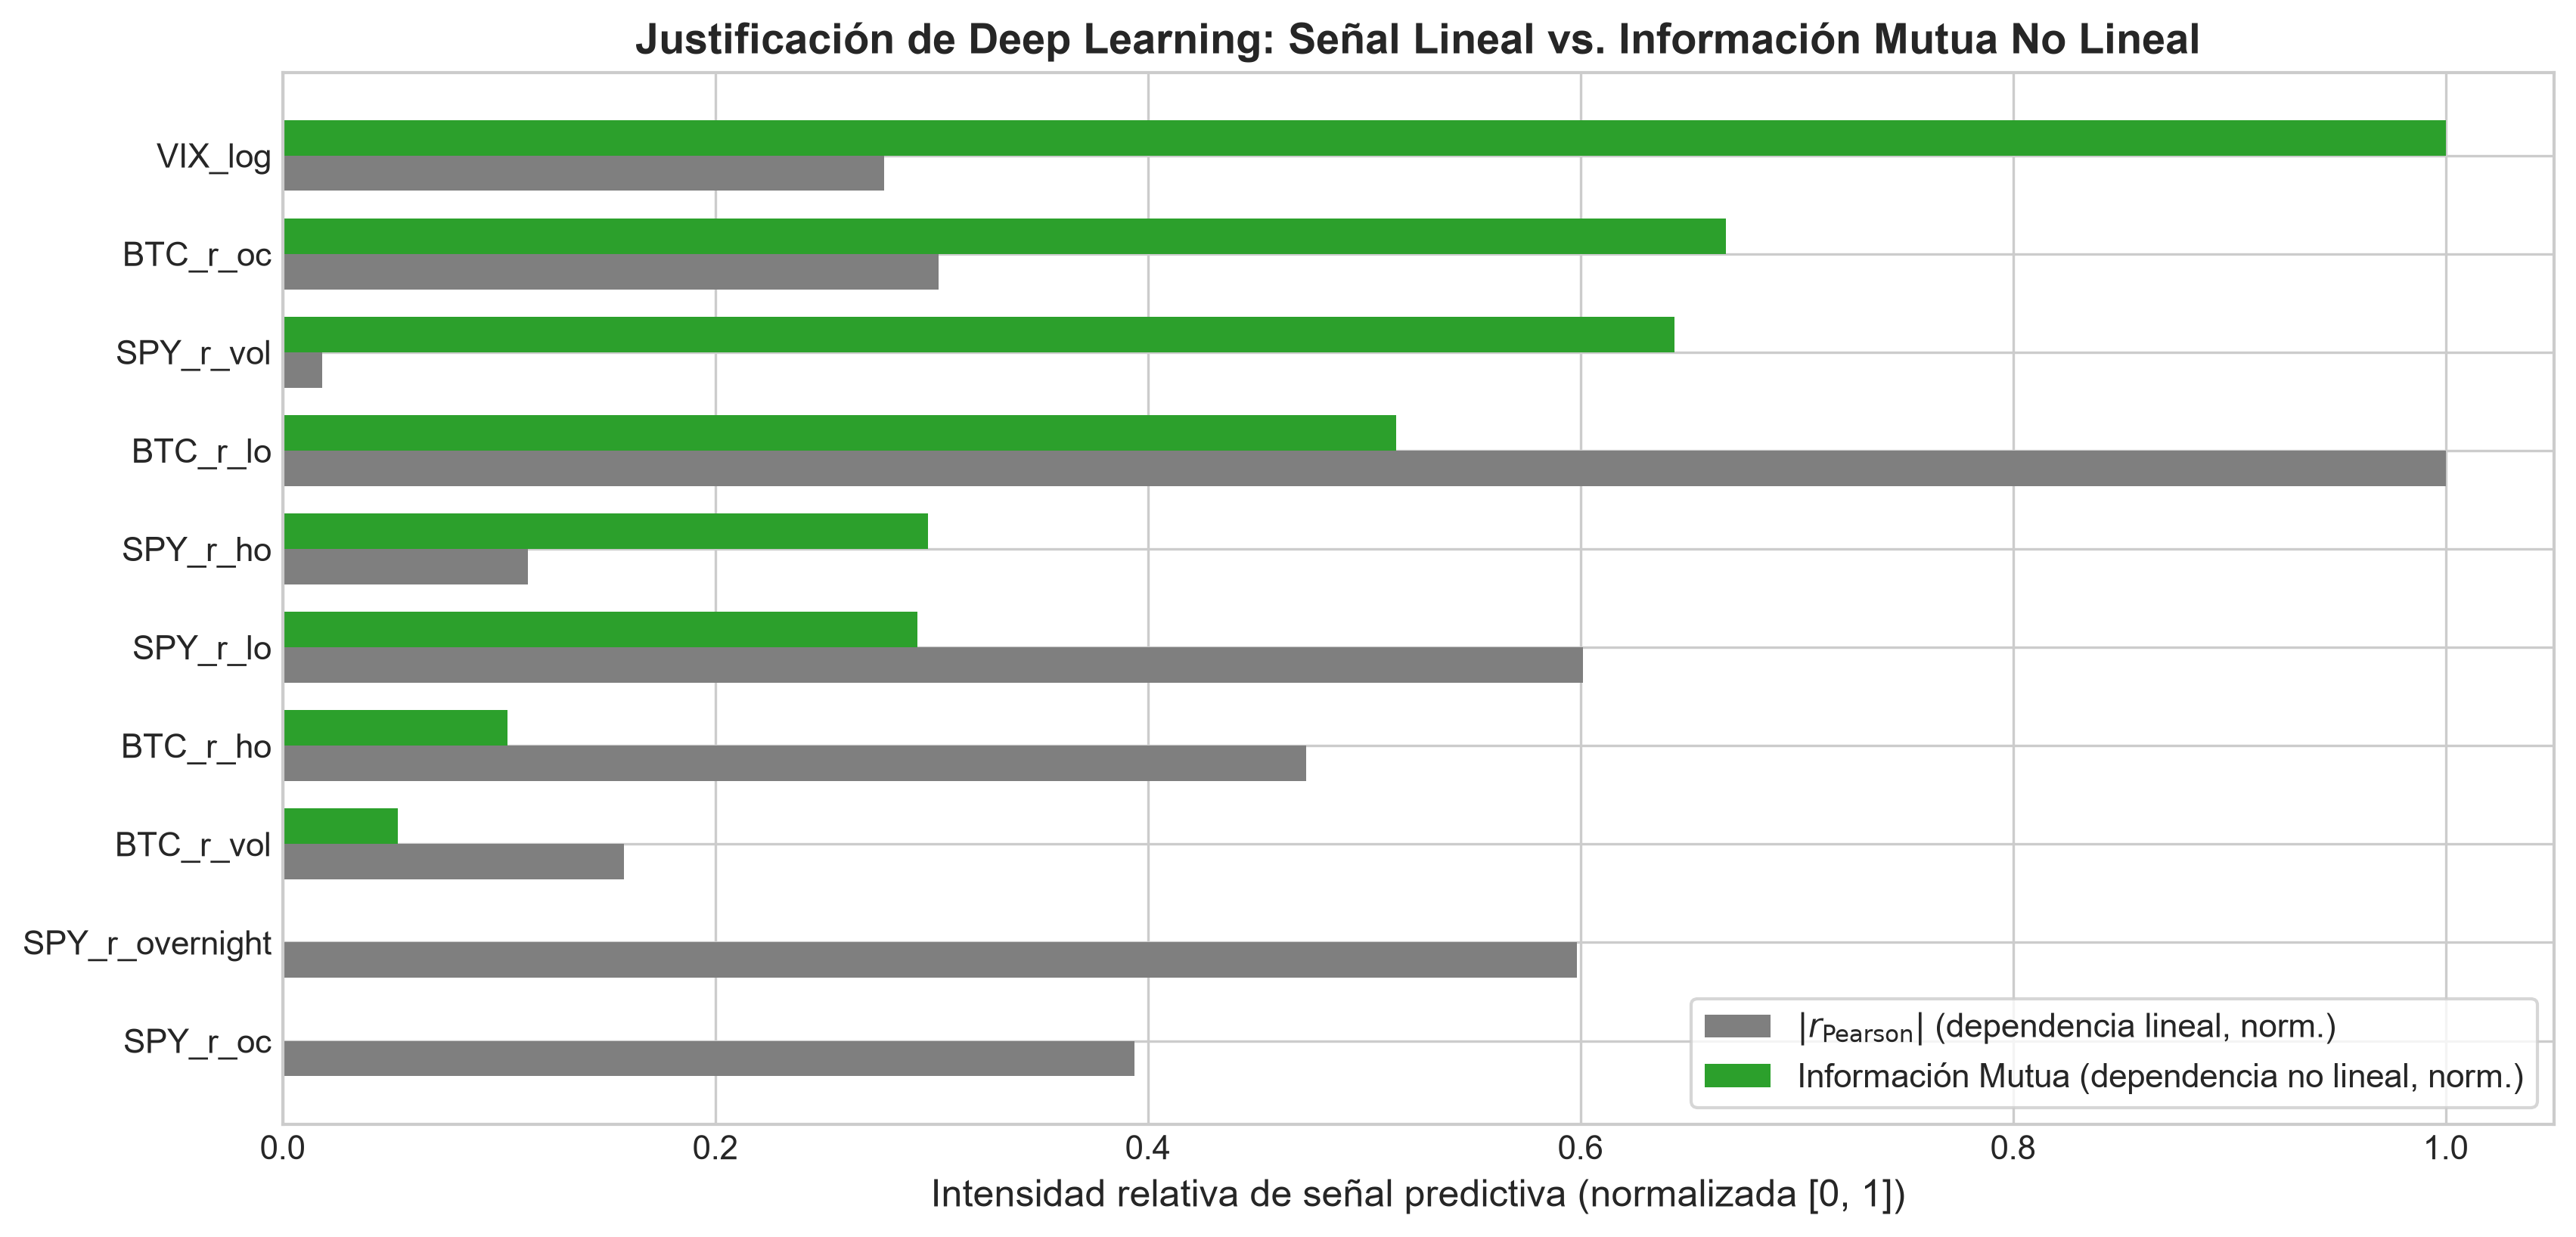 Justificación de Deep Learning: Señal Lineal vs. Información Mutua No Lineal
VIX_log
BTC_r_oc
SPY_r_vol
BTC_r_lo
SPY_r_ho
SPY_r_lo
BTC_r_ho
BTC_r_vol
SPY_r_overnight
SPY_r_oc
|r_Pearson| (dependencia lineal, norm.)
Información Mutua (dependencia no lineal, norm.)
0.0 0.2 0.4 0.6 0.8 1.0
Intensidad relativa de señal predictiva (normalizada [0, 1])